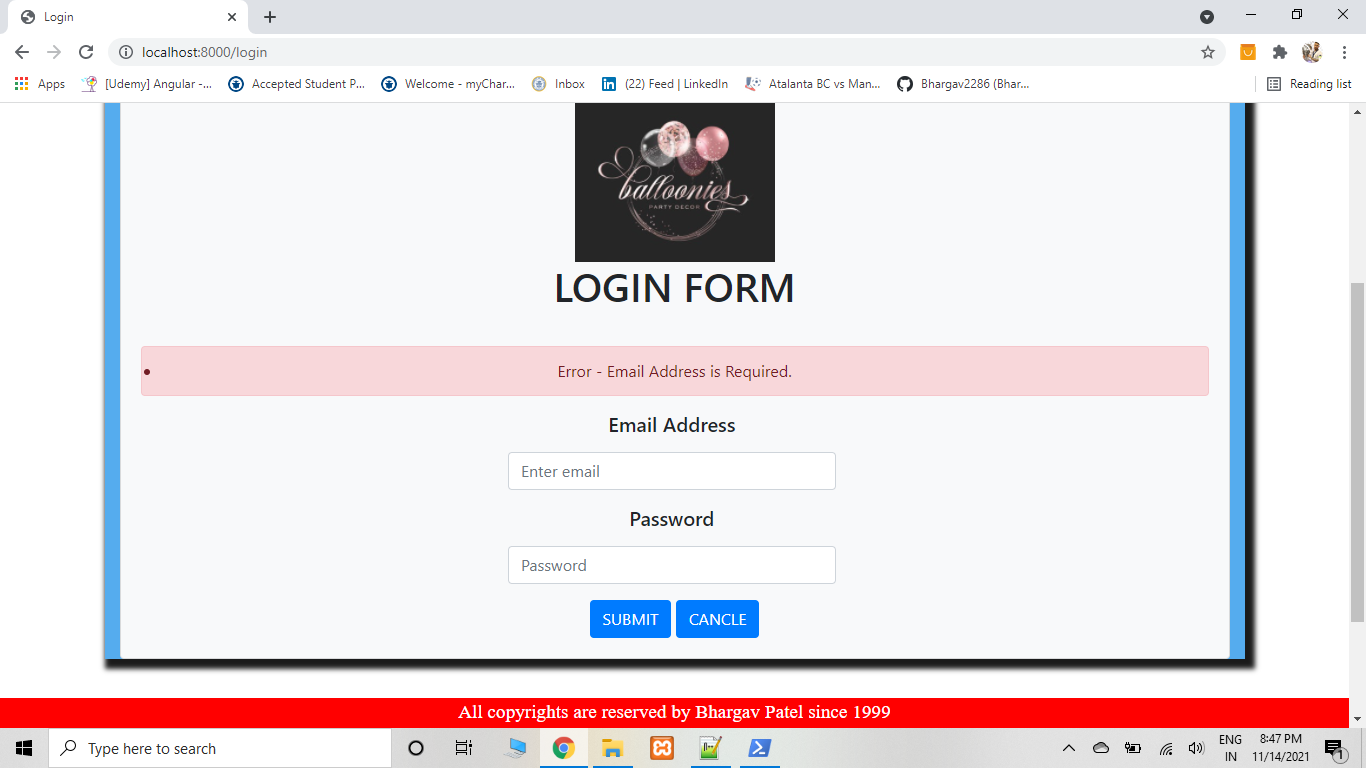 Login
localhost:8000/login
Apps [Udemy] Angular -... Accepted Student P... Welcome - myChar... Inbox (22) Feed | LinkedIn Atalanta BC vs Man... Bhargav2286 (Bhar... Reading list
balloonies
PARTY DECOR
LOGIN FORM
Error - Email Address is Required.
Email Address
Enter email
Password
Password
SUBMIT CANCLE
All copyrights are reserved by Bhargav Patel since 1999
Type here to search
ENG 8:47 PM
IN 11/14/2021
1